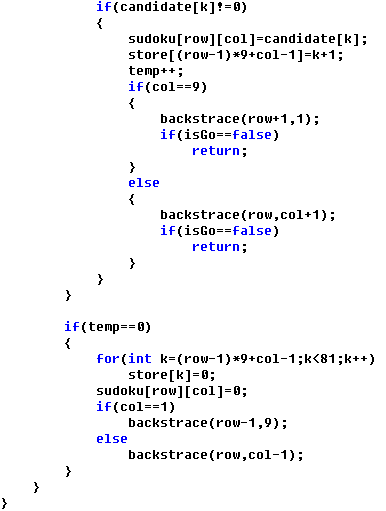 if(candidate[k]!=0)
{
sudoku[row][col]=candidate[k];
store[(row-1)*9+col-1]=k+1;
temp++;
if(col==9)
{
backstrace(row+1,1);
if(isGo==false)
return;
}
else
{
backstrace(row,col+1);
if(isGo==false)
return;
}
}
}
if(temp==0)
{
for(int k=(row-1)*9+col-1;k<81;k++)
store[k]=0;
sudoku[row][col]=0;
if(col==1)
backstrace(row-1,9);
else
backstrace(row,col-1);
}
}
}